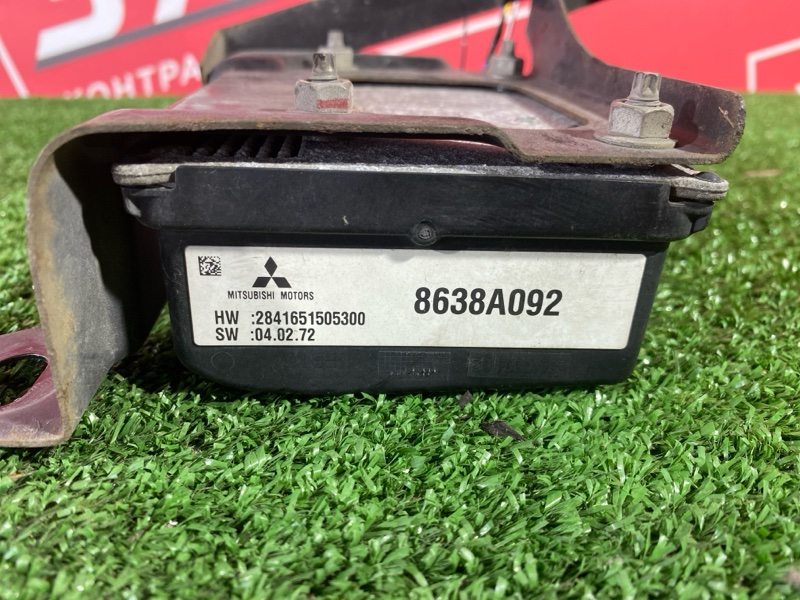 КОНТРА
MITSUBISHI MOTORS
8638A092
HW :2841651505300
SW :04.02.72